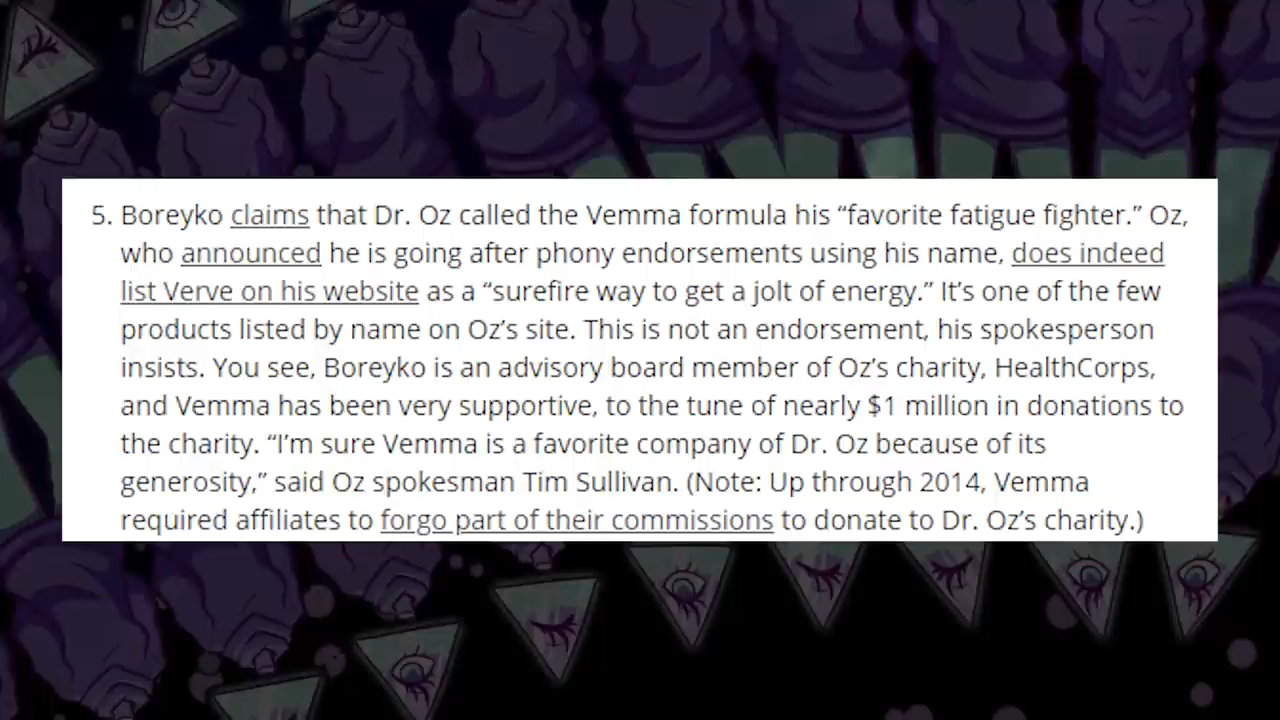 5. Boreyko claims that Dr. Oz called the Vemma formula his “favorite fatigue fighter.” Oz,
who announced he is going after phony endorsements using his name, does indeed
list Verve on his website as a “surefire way to get a jolt of energy.” It’s one of the few
products listed by name on Oz’s site. This is not an endorsement, his spokesperson
insists. You see, Boreyko is an advisory board member of Oz’s charity, HealthCorps,
and Vemma has been very supportive, to the tune of nearly $1 million in donations to
the charity. “I’m sure Vemma is a favorite company of Dr. Oz because of its
generosity,” said Oz spokesman Tim Sullivan. (Note: Up through 2014, Vemma
required affiliates to forgo part of their commissions to donate to Dr. Oz’s charity.)